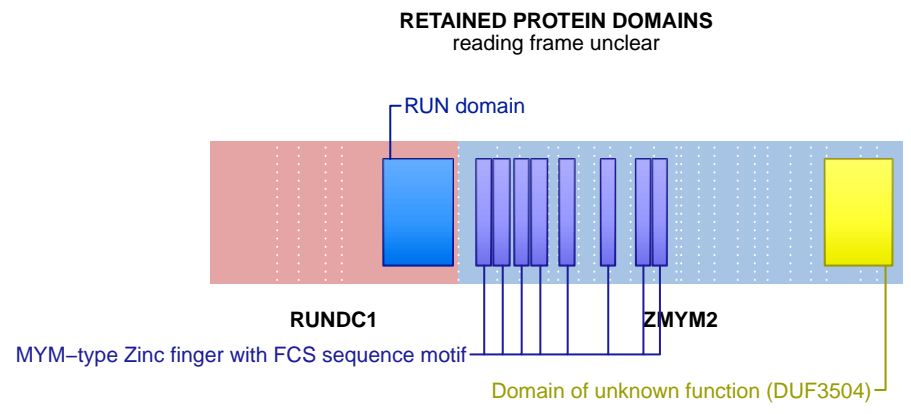 RETAINED PROTEIN DOMAINS
reading frame unclear
RUN domain
RUNDC1
ZMYM2
MYM−type Zinc finger with FCS sequence motif
Domain of unknown function (DUF3504)